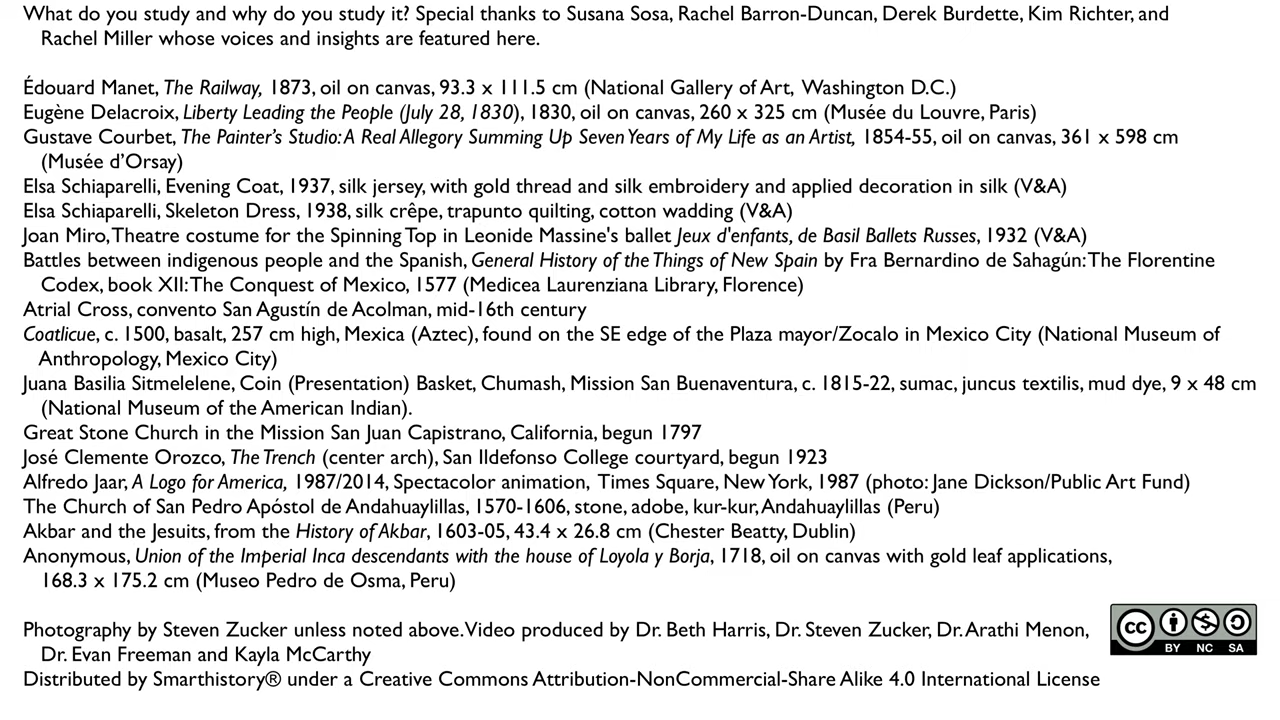 What do you study and why do you study it? Special thanks to Susana Sosa, Rachel Barron-Duncan, Derek Burdette, Kim Richter, and
Rachel Miller whose voices and insights are featured here.
Édouard Manet, The Railway, 1873, oil on canvas, 93.3 x 111.5 cm (National Gallery of Art, Washington D.C.)
Eugène Delacroix, Liberty Leading the People (July 28, 1830), 1830, oil on canvas, 260 x 325 cm (Musée du Louvre, Paris)
Gustave Courbet, The Painter's Studio: A Real Allegory Summing Up Seven Years of My Life as an Artist, 1854-55, oil on canvas, 361 x 598 cm
(Musée d'Orsay)
Elsa Schiaparelli, Evening Coat, 1937, silk jersey, with gold thread and silk embroidery and applied decoration in silk (V&A)
Elsa Schiaparelli, Skeleton Dress, 1938, silk crêpe, trapunto quilting, cotton wadding (V&A)
Joan Miro, Theatre costume for the Spinning Top in Leonide Massine's ballet Jeux d'enfants, de Basil Ballets Russes, 1932 (V&A)
Battles between indigenous people and the Spanish, General History of the Things of New Spain by Fra Bernardino de Sahagún: The Florentine
Codex, book XII: The Conquest of Mexico, 1577 (Medicea Laurenziana Library, Florence)
Atrial Cross, convento San Agustín de Acolman, mid-16th century
Coatlicue, c. 1500, basalt, 257 cm high, Mexica (Aztec), found on the SE edge of the Plaza mayor/Zocalo in Mexico City (National Museum of
Anthropology, Mexico City)
Juana Basilia Sitmelelene, Coin (Presentation) Basket, Chumash, Mission San Buenaventura, c. 1815-22, sumac, juncus textilis, mud dye, 9 x 48 cm
(National Museum of the American Indian).
Great Stone Church in the Mission San Juan Capistrano, California, begun 1797
José Clemente Orozco, The Trench (center arch), San Ildefonso College courtyard, begun 1923
Alfredo Jaar, A Logo for America, 1987/2014, Spectacolor animation, Times Square, New York, 1987 (photo: Jane Dickson/Public Art Fund)
The Church of San Pedro Apóstol de Andahuaylillas, 1570-1606, stone, adobe, kur-kur, Andahuaylillas (Peru)
Akbar and the Jesuits, from the History of Akbar, 1603-05, 43.4 x 26.8 cm (Chester Beatty, Dublin)
Anonymous, Union of the Imperial Inca descendants with the house of Loyola y Borja, 1718, oil on canvas with gold leaf applications,
168.3 x 175.2 cm (Museo Pedro de Osma, Peru)
Photography by Steven Zucker unless noted above. Video produced by Dr. Beth Harris, Dr. Steven Zucker, Dr. Arathi Menon,
Dr. Evan Freeman and Kayla McCarthy
Distributed by Smarthistory® under a Creative Commons Attribution-NonCommercial-Share Alike 4.0 International License
cc
BY NC SA